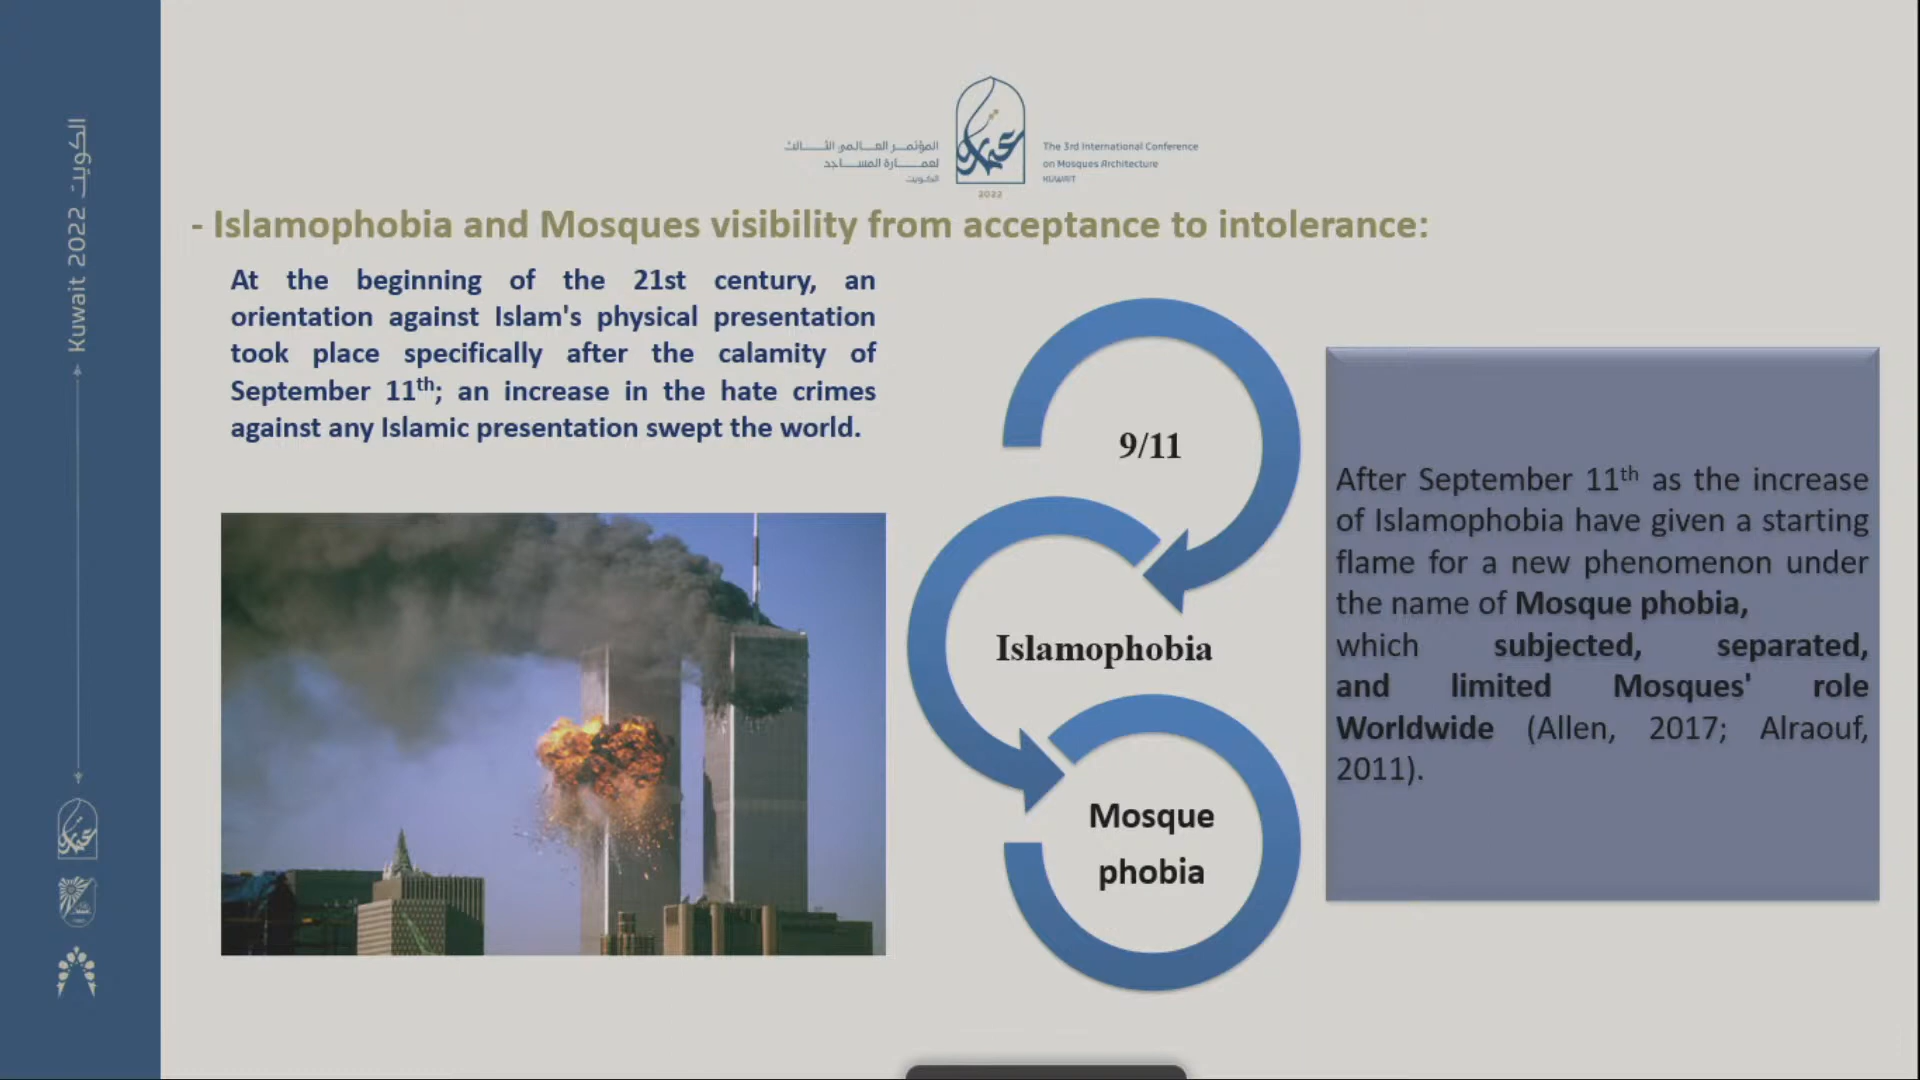 الكويت Kuwait 2022
المؤتمر العالمي الثالث
لعمارة المساجد
الكويت
The 3rd International Conference
on Mosques Architecture
KUWAIT
2022
- Islamophobia and Mosques visibility from acceptance to intolerance:
At the beginning of the 21st century, an
orientation against Islam's physical presentation
took place specifically after the calamity of
September 11th; an increase in the hate crimes
against any Islamic presentation swept the world.
9/11
Islamophobia
Mosque
phobia
After September 11th as the increase
of Islamophobia have given a starting
flame for a new phenomenon under
the name of Mosque phobia,
which subjected, separated,
and limited Mosques' role
Worldwide (Allen, 2017; Alraouf,
2011).